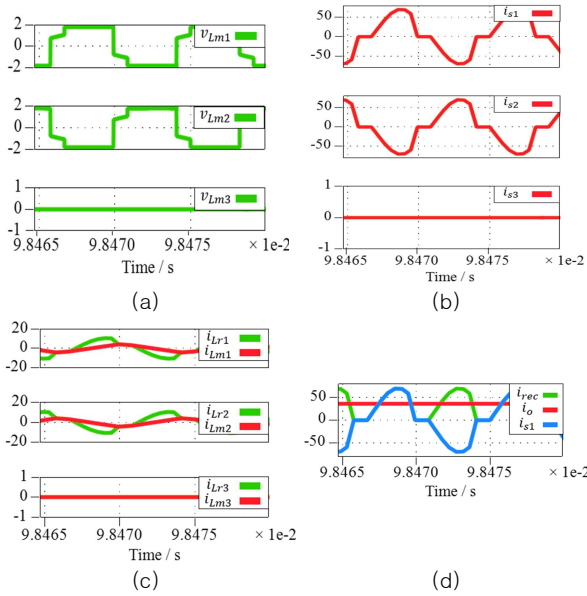 2
0
-2
v_Lm1
2
0
-2
v_Lm2
1
0
-1
v_Lm3
9.8465 9.8470 9.8475 × 1e-2
Time / s
(a)
50
0
-50
i_s1
50
0
-50
i_s2
1
0
-1
i_s3
9.8465 9.8470 9.8475 × 1e-2
Time / s
(b)
20
0
-20
i_Lr1
i_Lm1
20
0
-20
i_Lr2
i_Lm2
1
0
-1
i_Lr3
i_Lm3
9.8465 9.8470 9.8475 × 1e-2
Time / s
(c)
50
0
-50
i_rec
i_o
i_s1
9.8465 9.8470 9.8475 × 1e-2
Time / s
(d)